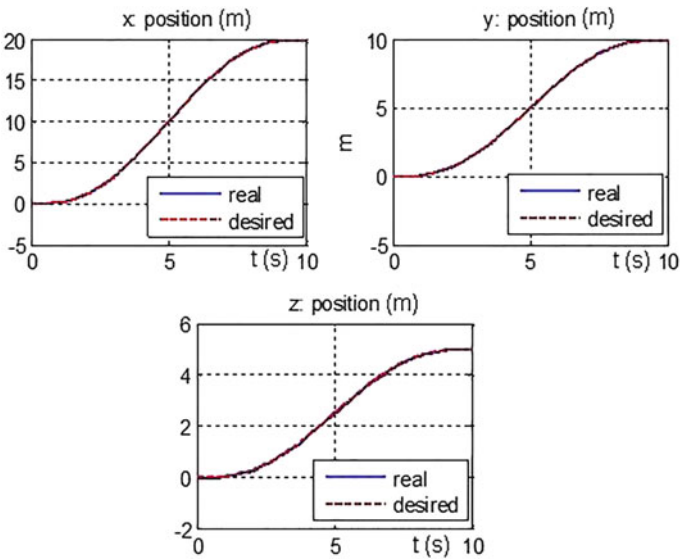 x: position (m)
20
15
10
5
0
-5
0
5
10
t (s)
real
desired
y: position (m)
10
5
0
-5
m
0
5
10
t (s)
real
desired
z: position (m)
6
4
2
0
-2
0
5
10
t (s)
real
desired